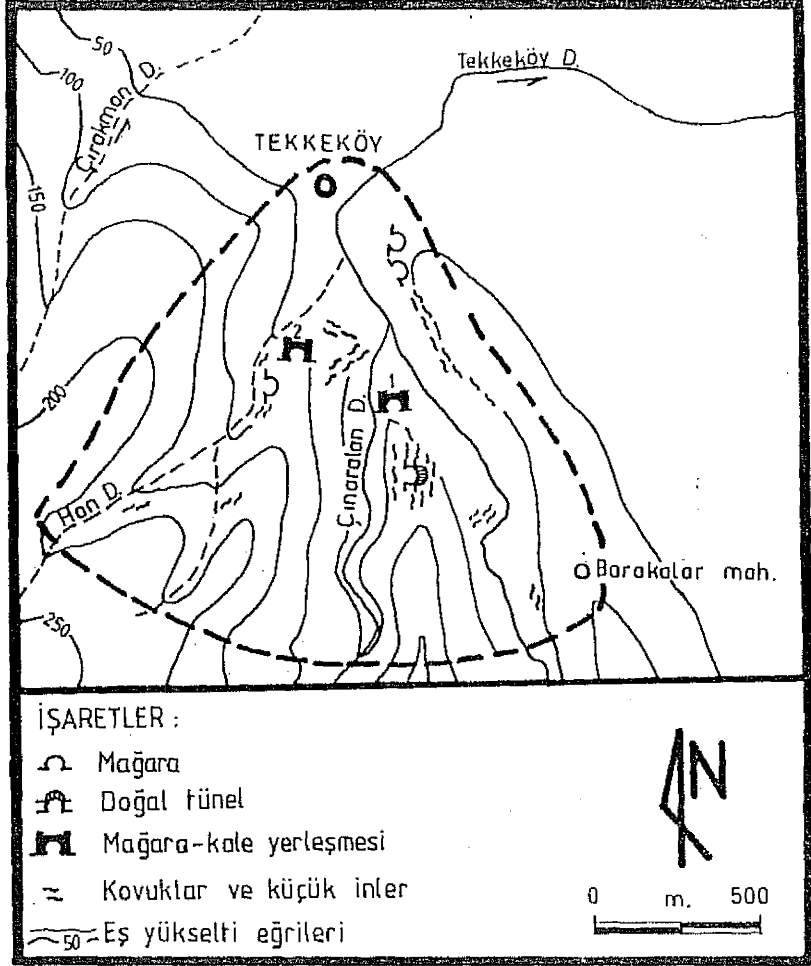 50
100
Çırakman D.
Tekkeköy D.
TEKKEKÖY
150
2
200
1
Çınaralan D.
Han D.
Barakalar mah.
250
İŞARETLER :
Mağara
Doğal tünel
Mağara-kale yerleşmesi
Kovuklar ve küçük inler
50 Eş yükselti eğrileri
N
0 m. 500